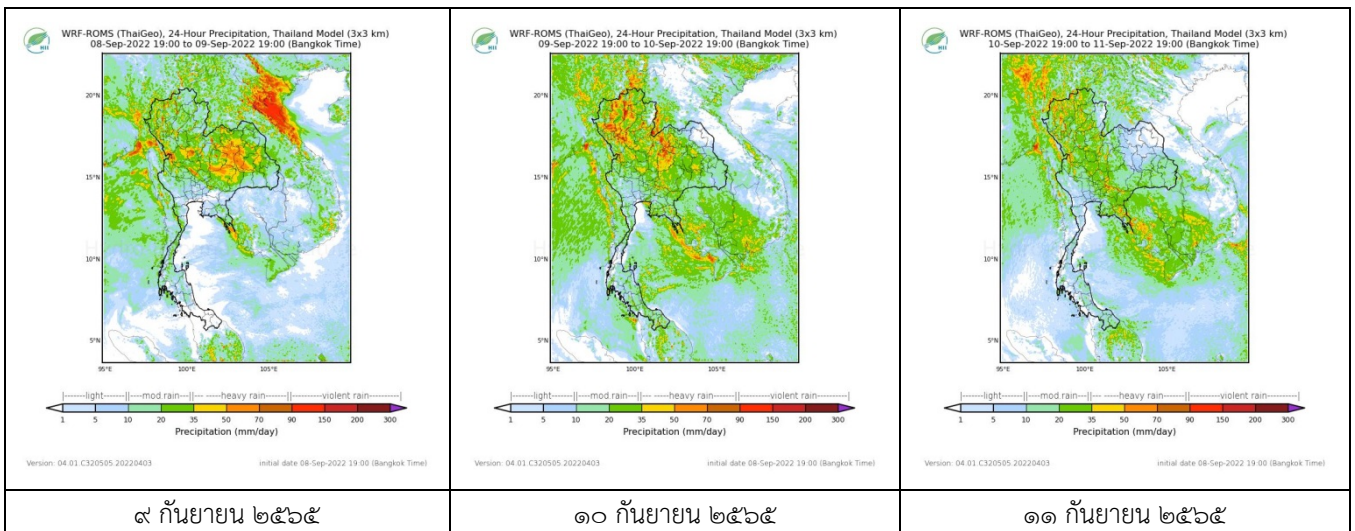 HII
WRF-ROMS (ThaiGeo), 24-Hour Precipitation, Thailand Model (3x3 km)
08-Sep-2022 19:00 to 09-Sep-2022 19:00 (Bangkok Time)
20°N
15°N
10°N
5°N
95°E 100°E 105°E
|------light------||---mod rain---||--- heavy rain------||------violent rain------|
1 5 10 20 35 50 70 90 150 200 300
Precipitation (mm/day)
Version: 04.01.C320505.20220403 initial date 08-Sep-2022 19:00 (Bangkok Time)
๙ กันยายน ๒๕๖๕
HII
WRF-ROMS (ThaiGeo), 24-Hour Precipitation, Thailand Model (3x3 km)
09-Sep-2022 19:00 to 10-Sep-2022 19:00 (Bangkok Time)
20°N
15°N
10°N
5°N
95°E 100°E 105°E
|------light------||---mod rain---||--- heavy rain------||------violent rain------|
1 5 10 20 35 50 70 90 150 200 300
Precipitation (mm/day)
Version: 04.01.C320505.20220403 initial date 08-Sep-2022 19:00 (Bangkok Time)
๑๐ กันยายน ๒๕๖๕
HII
WRF-ROMS (ThaiGeo), 24-Hour Precipitation, Thailand Model (3x3 km)
10-Sep-2022 19:00 to 11-Sep-2022 19:00 (Bangkok Time)
20°N
15°N
10°N
5°N
95°E 100°E 105°E
|------light------||---mod rain---||--- heavy rain------||------violent rain------|
1 5 10 20 35 50 70 90 150 200 300
Precipitation (mm/day)
Version: 04.01.C320505.20220403 initial date 08-Sep-2022 19:00 (Bangkok Time)
๑๑ กันยายน ๒๕๖๕